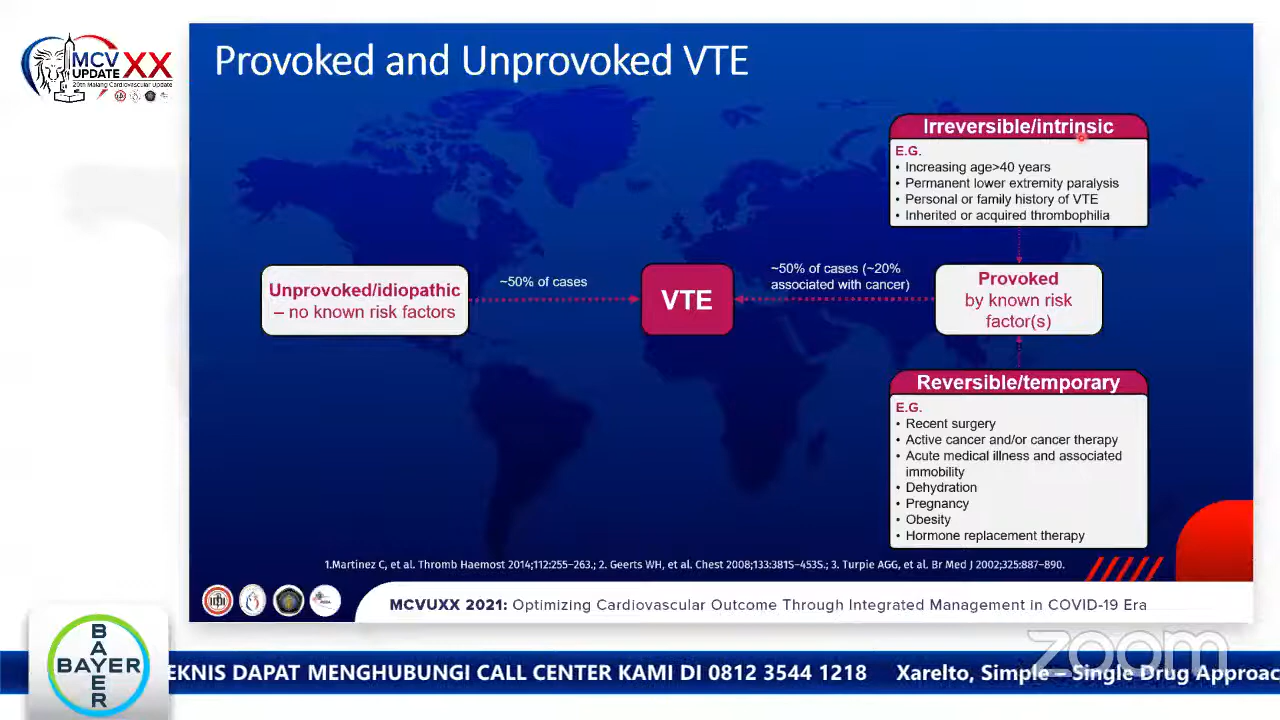 MCV
UPDATE
XX
20th Malang Cardiovascular Update
Provoked and Unprovoked VTE
Irreversible/intrinsic
E.G.
• Increasing age>40 years
• Permanent lower extremity paralysis
• Personal or family history of VTE
• Inherited or acquired thrombophilia
Unprovoked/idiopathic
– no known risk factors
~50% of cases
VTE
~50% of cases (~20%
associated with cancer)
Provoked
by known risk
factor(s)
Reversible/temporary
E.G.
• Recent surgery
• Active cancer and/or cancer therapy
• Acute medical illness and associated
immobility
• Dehydration
• Pregnancy
• Obesity
• Hormone replacement therapy
1.Martinez C, et al. Thromb Haemost 2014;112:255–263.; 2. Geerts WH, et al. Chest 2008;133:381S–453S.; 3. Turpie AGG, et al. Br Med J 2002;325:887–890.
MCVUXX 2021: Optimizing Cardiovascular Outcome Through Integrated Management in COVID-19 Era
zoom
BAYER
BAYER
EKNIS DAPAT MENGHUBUNGI CALL CENTER KAMI DI 0812 3544 1218 Xarelto, Simple – Single Drug Approac